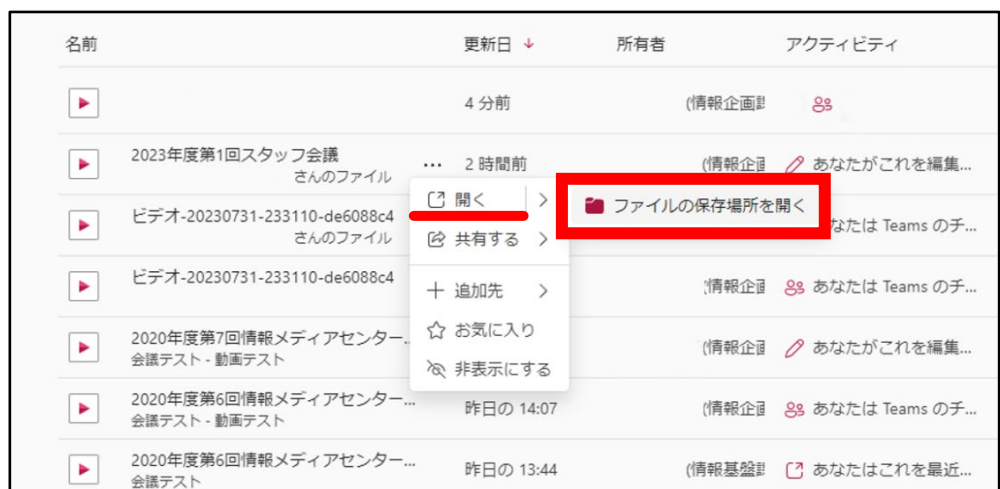 名前 更新日 ↓ 所有者 アクティビティ
4 分前 (情報企画
2023年度第1回スタッフ会議 … 2 時間前 (情報企画 あなたがこれを編集...
さんのファイル
開く > ファイルの保存場所を開く
ビデオ-20230731-233110-de6088c4 なたは Teams のチ...
さんのファイル
共有する >
ビデオ-20230731-233110-de6088c4 (情報企画 あなたは Teams のチ...
追加先 >
お気に入り
2020年度第7回情報メディアセンター... (情報企画 あなたがこれを編集...
会議テスト - 動画テスト
非表示にする
2020年度第6回情報メディアセンター... 昨日の 14:07 (情報企画 あなたは Teams のチ...
会議テスト - 動画テスト
2020年度第6回情報メディアセンター... 昨日の 13:44 (情報基盤 あなたはこれを最近...
会議テスト